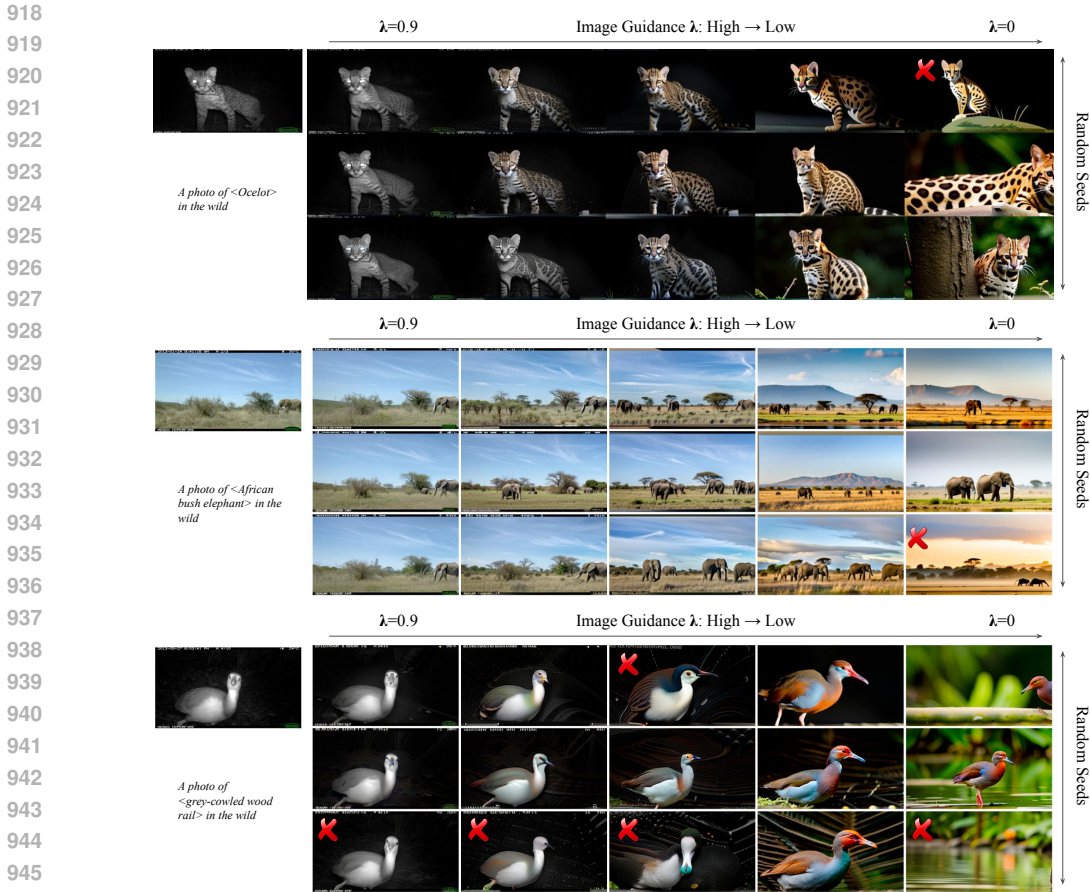 918
919
920
921
922
923
924
925
926
927
928
929
930
931
932
933
934
935
936
937
938
939
940
941
942
943
944
945
λ=0.9 Image Guidance λ: High → Low λ=0
A photo of <Ocelot>
in the wild
Random Seeds
λ=0.9 Image Guidance λ: High → Low λ=0
A photo of <African
bush elephant> in the
wild
Random Seeds
λ=0.9 Image Guidance λ: High → Low λ=0
A photo of
<grey-cowled wood
rail> in the wild
Random Seeds